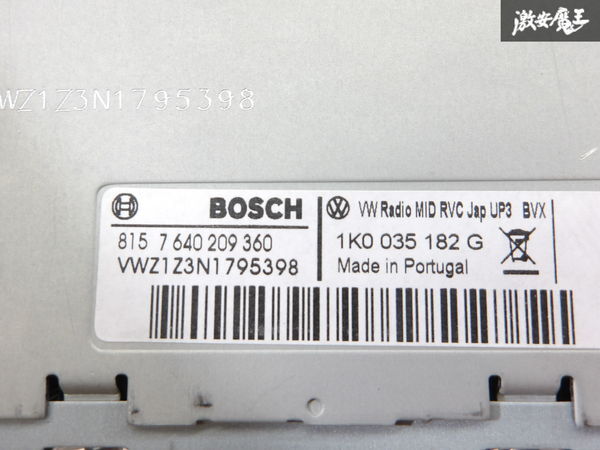 激安魔王
WZ1Z3N1795398
BOSCH
815 7 640 209 360
VWZ1Z3N1795398
VW Radio MID RVC Jap UP3 BVX
1K0 035 182 G
Made in Portugal